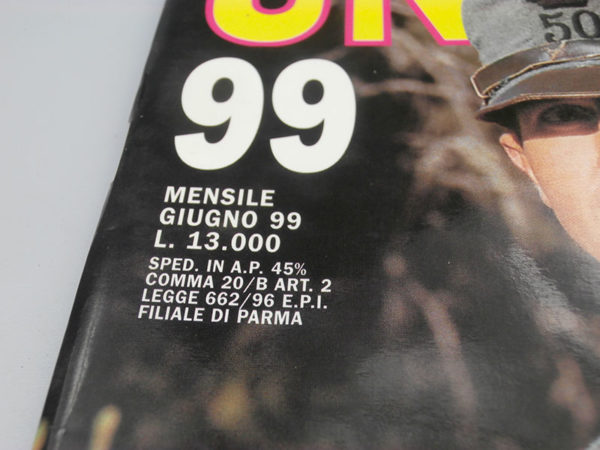 50
99
MENSILE
GIUGNO 99
L. 13.000
SPED. IN A.P. 45%
COMMA 20/B ART. 2
LEGGE 662/96 E.P.I.
FILIALE DI PARMA